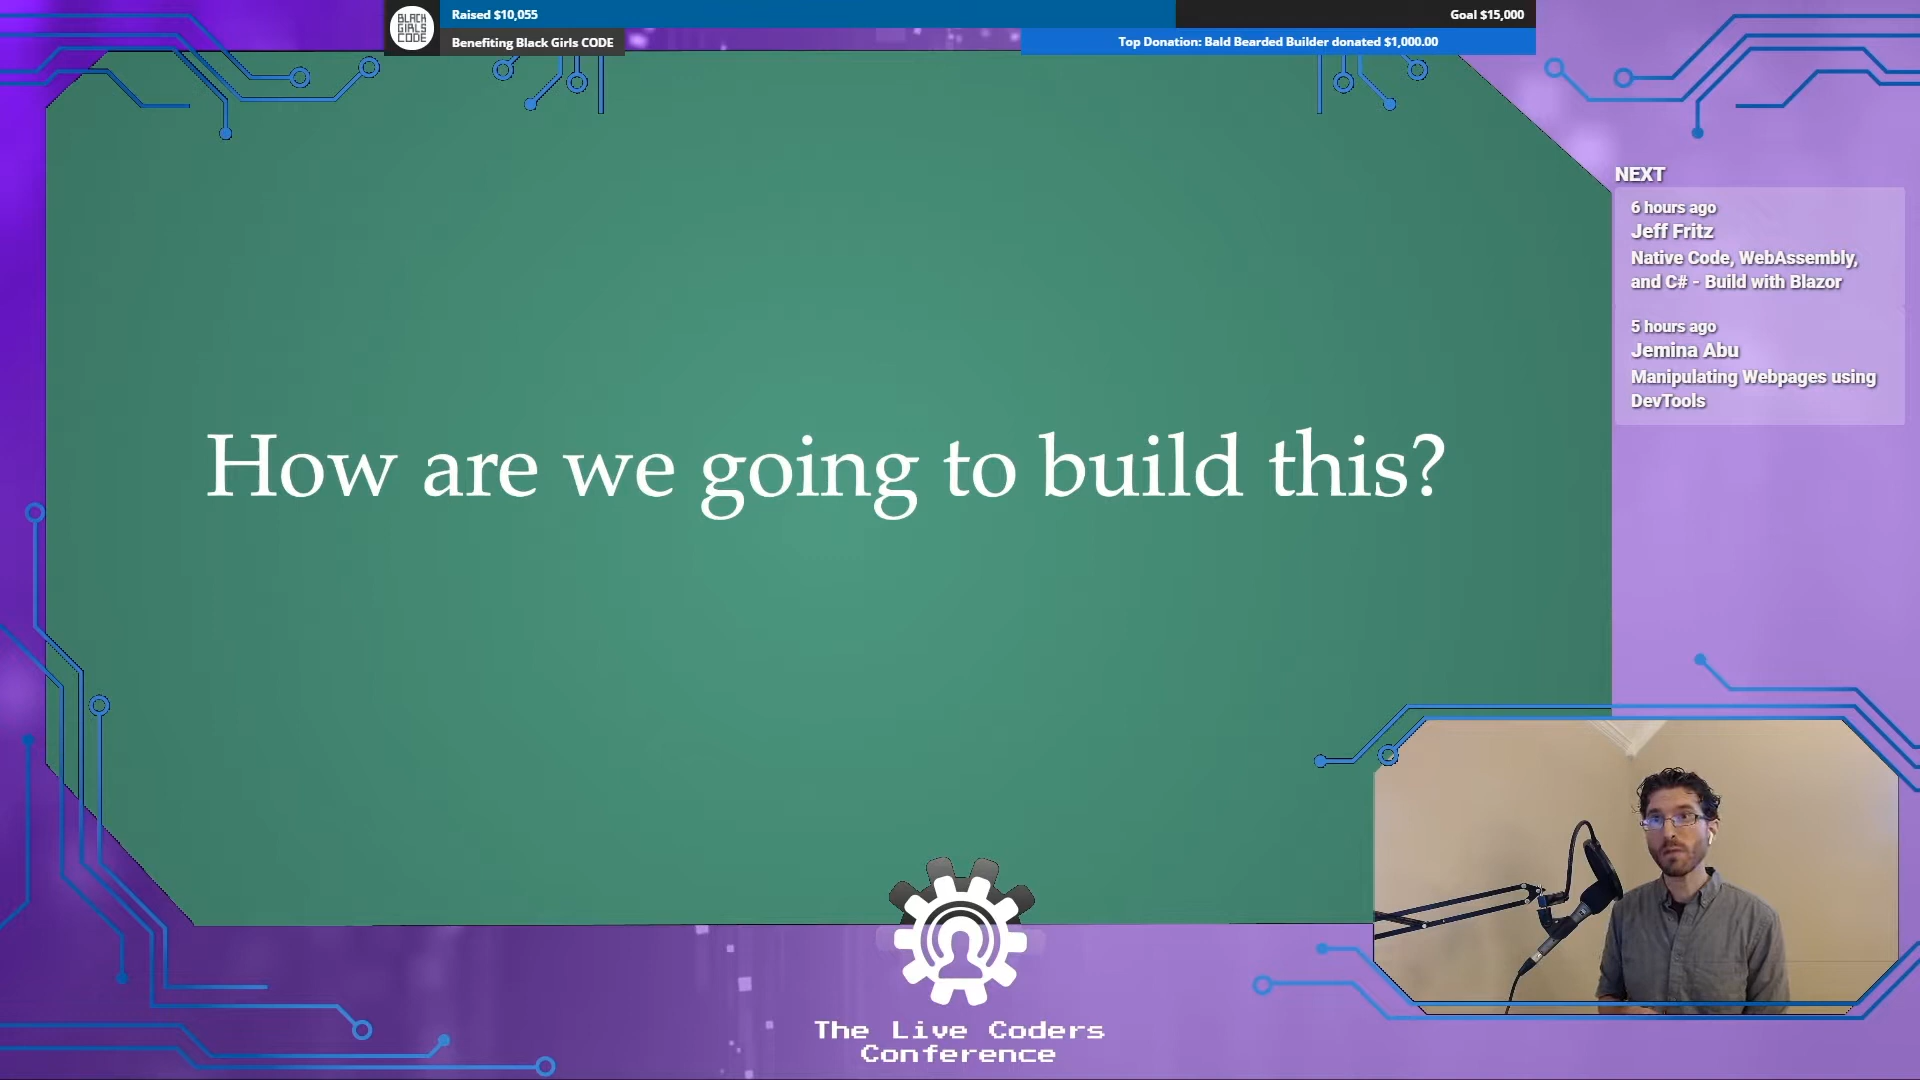 BLACK
GIRLS
CODE
Raised $10,055
Goal $15,000
Benefiting Black Girls CODE
Top Donation: Bald Bearded Builder donated $1,000.00
NEXT
6 hours ago
Jeff Fritz
Native Code, WebAssembly,
and C# - Build with Blazor
5 hours ago
Jemina Abu
Manipulating Webpages using
DevTools
How are we going to build this?
The Live Coders
Conference